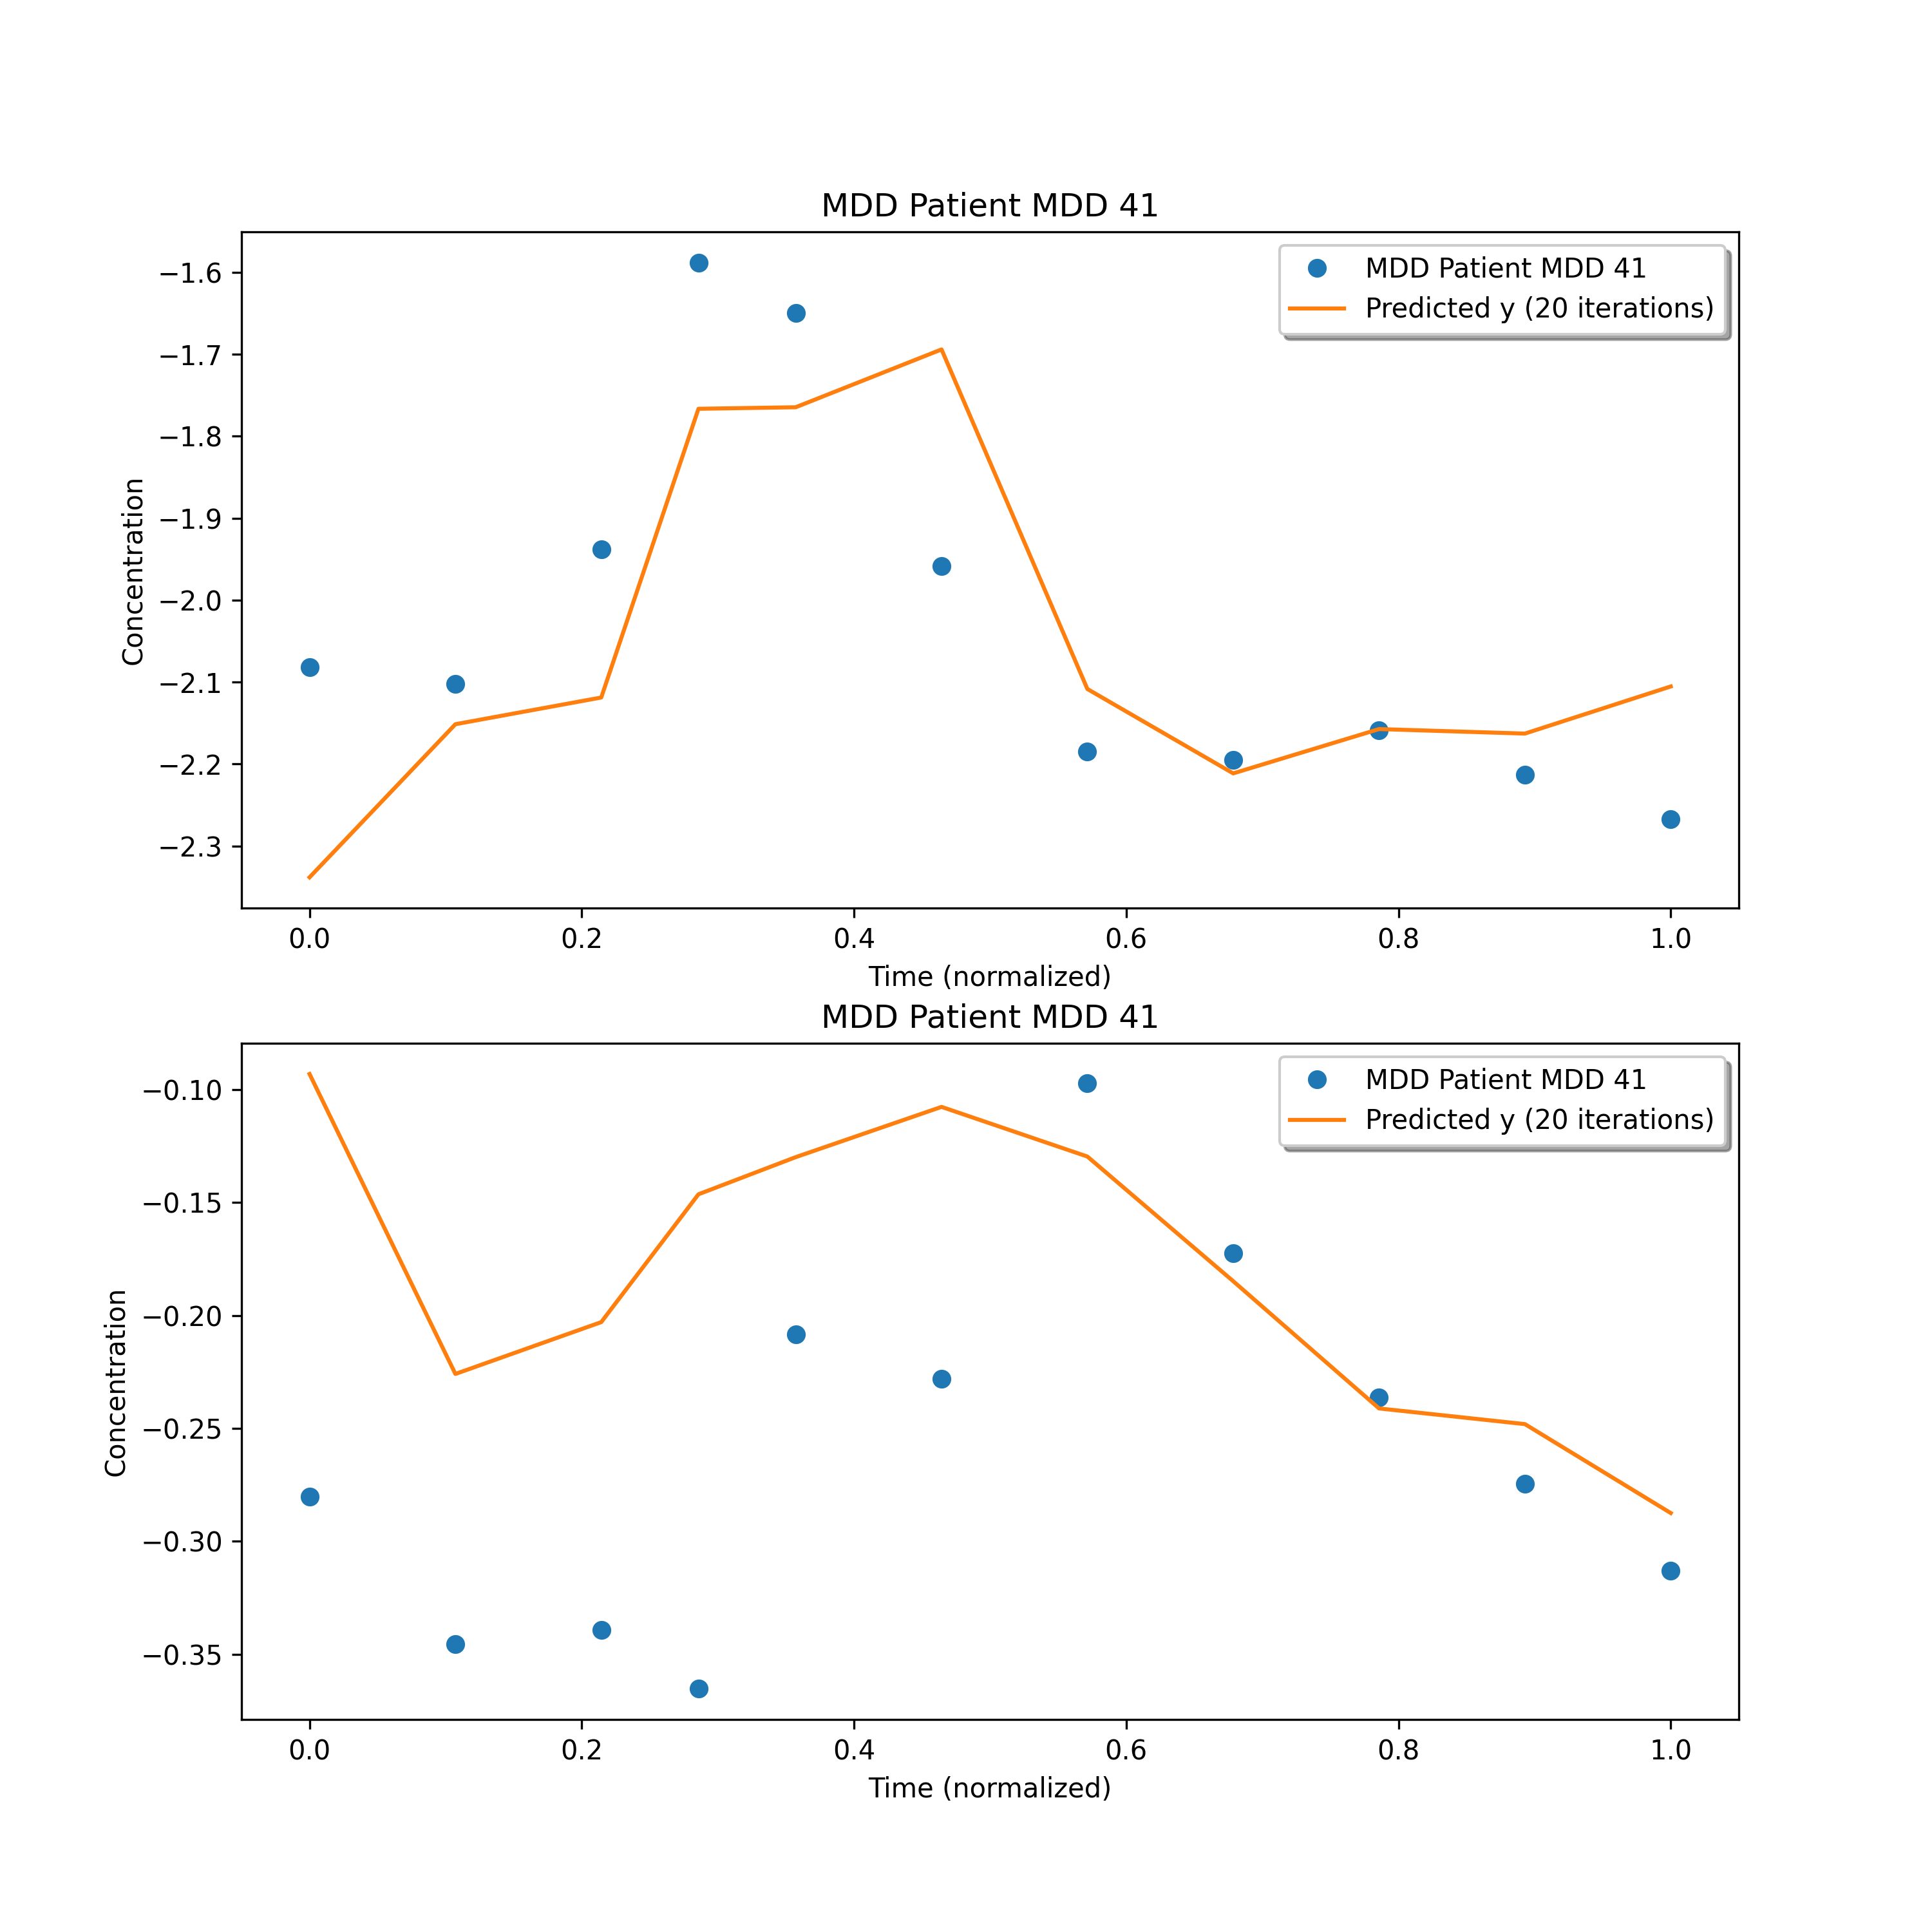 MDD Patient MDD 41
MDD Patient MDD 41
Predicted y (20 iterations)
−1.6
−1.7
−1.8
−1.9
−2.0
−2.1
−2.2
−2.3
Concentration
0.0 0.2 0.4 0.6 0.8 1.0
Time (normalized)
MDD Patient MDD 41
MDD Patient MDD 41
Predicted y (20 iterations)
−0.10
−0.15
−0.20
−0.25
−0.30
−0.35
Concentration
0.0 0.2 0.4 0.6 0.8 1.0
Time (normalized)